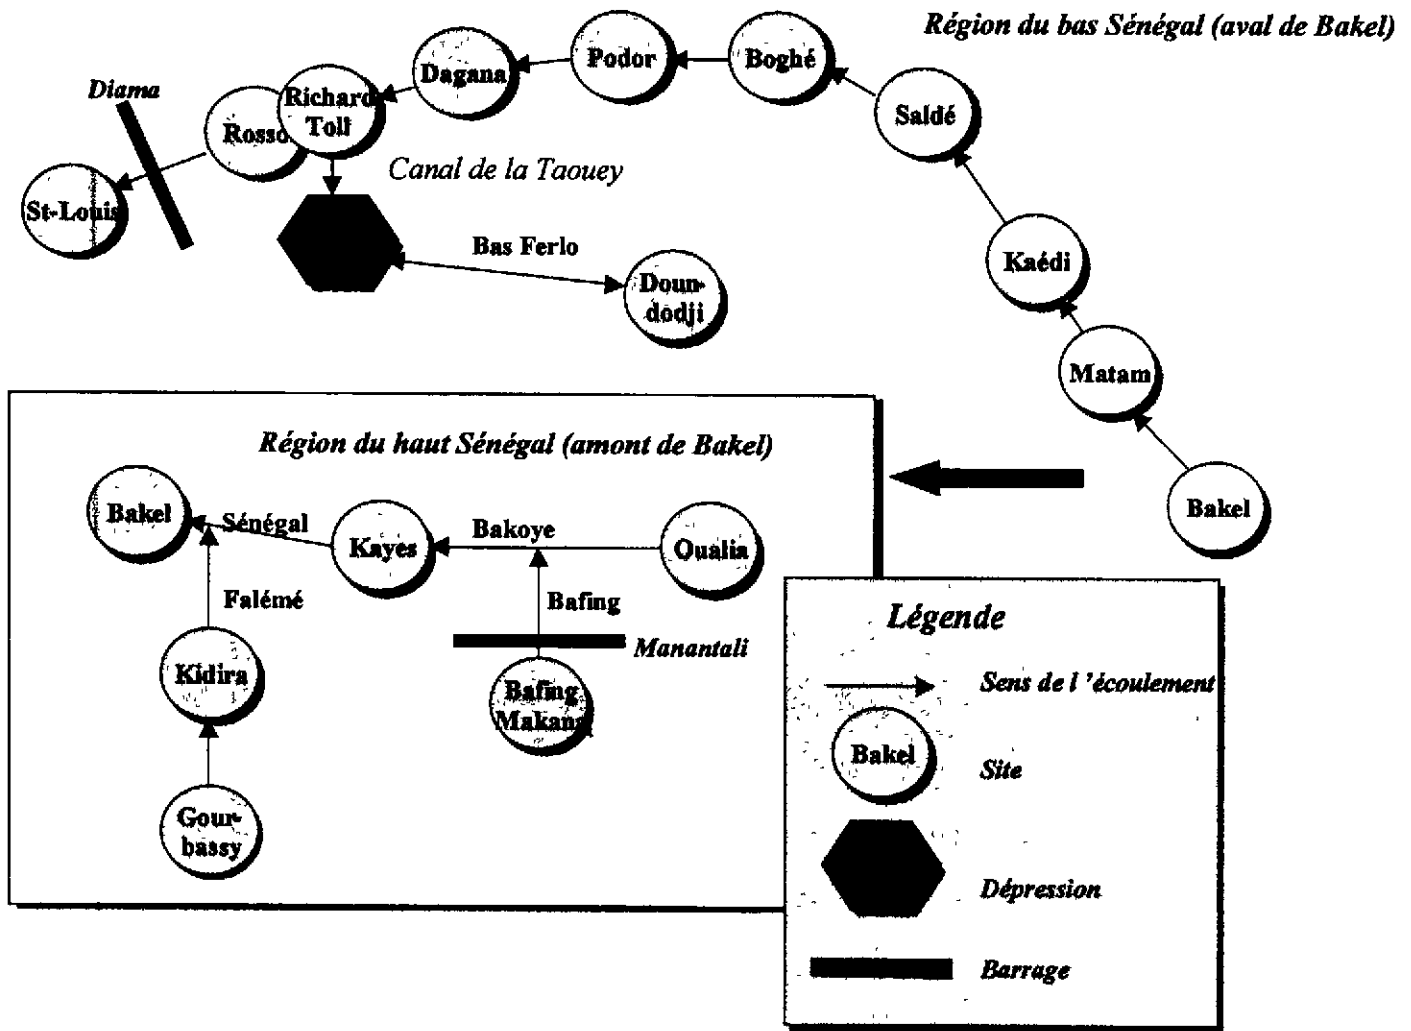 Région du bas Sénégal (aval de Bakel)
Podor
Boghé
Dagana
Saldé
Diama
Richard
Toll
Rosso
Canal de la Taouey
St-Louis
Bas Ferlo
Doun-
dodji
Kaédi
Matam
Bakel
Région du haut Sénégal (amont de Bakel)
Bakel
Sénégal
Kayes
Bakoye
Oualia
Falémé
Bafing
Manantali
Kidira
Bafing
Makana
Gour-
bassy
Légende
Sens de l 'écoulement
Bakel
Site
Dépression
Barrage